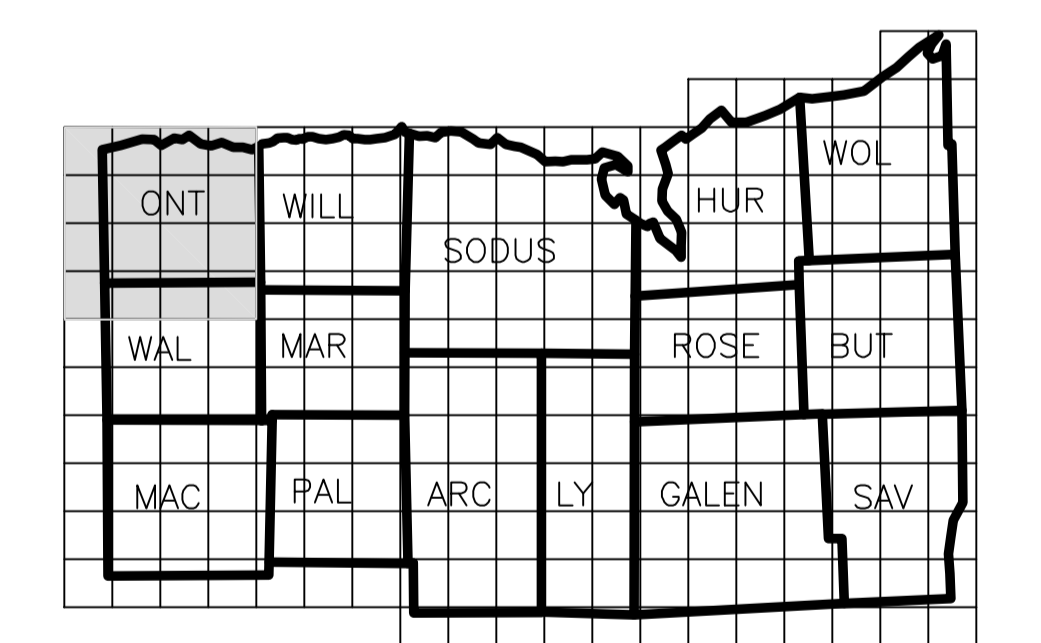 WOL
ONT
WILL
HUR
SODUS
WAL
MAR
ROSE
BUT
MAC
PAL
ARC
LY
GALEN
SAV